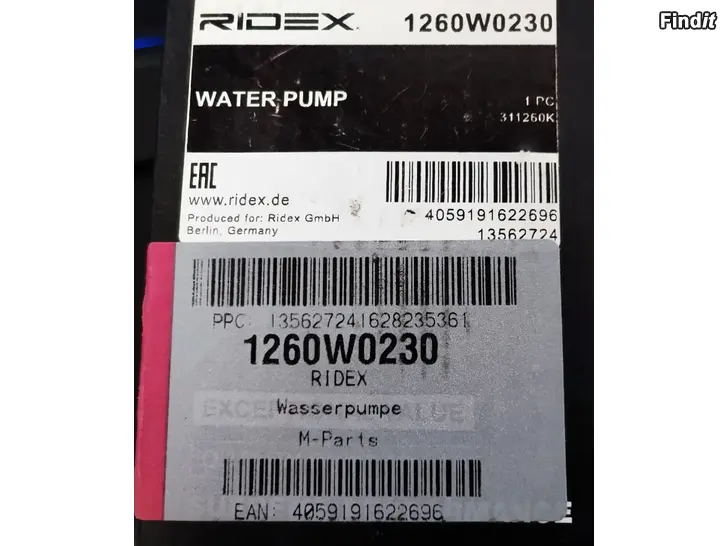 Findit
RIDEX 1260W0230
WATER PUMP
1 PC
311260K
EAC
www.ridex.de
Produced for: Ridex GmbH
Berlin, Germany
4059191622696
13562724
PPC: 135627241628235361
1260W0230
RIDEX
Wasserpumpe
M-Parts
EAN: 4059191622696